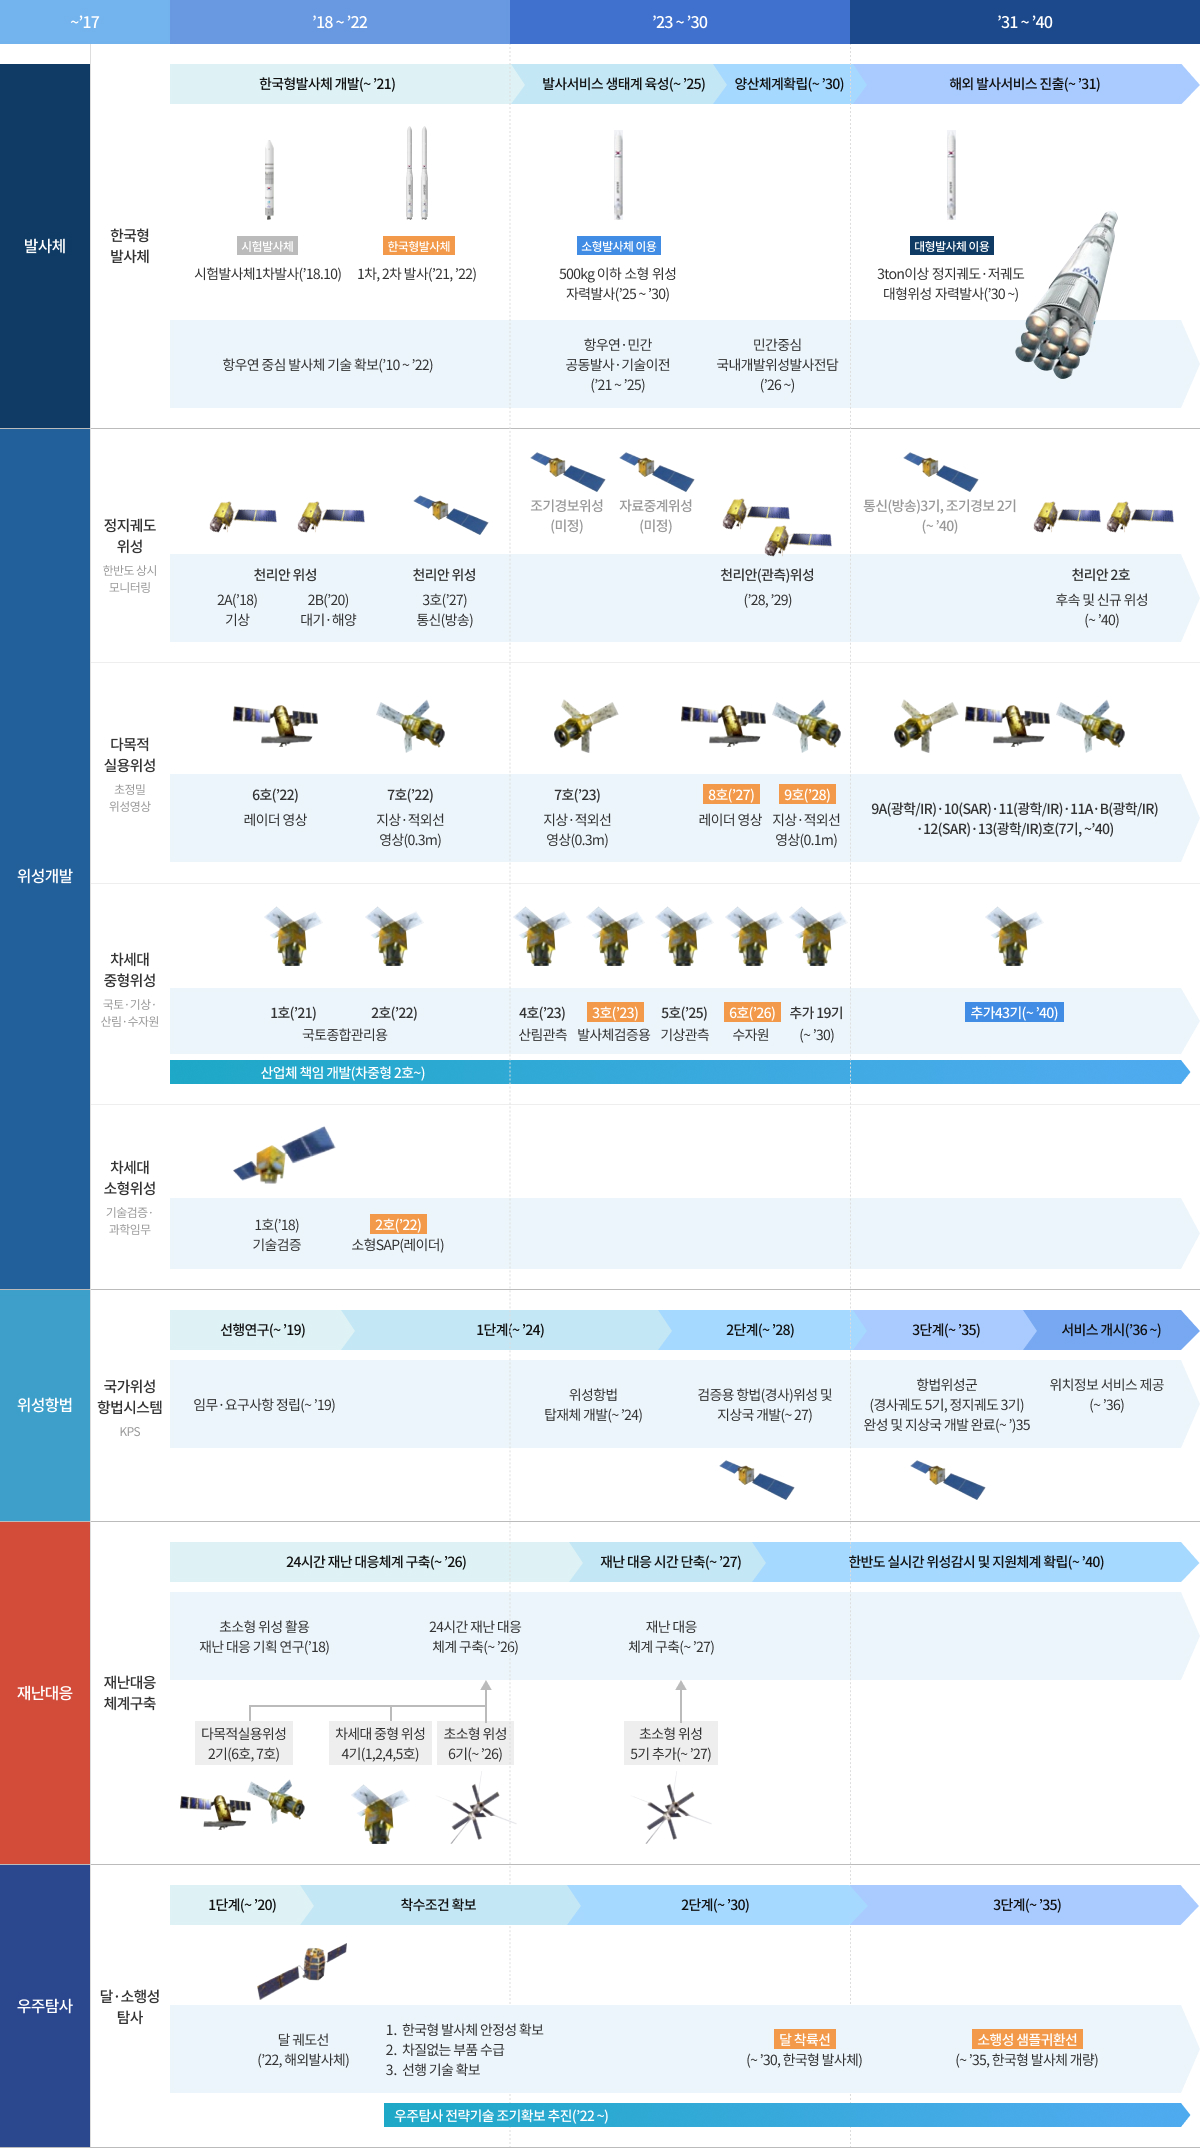 ~’17
’18 ~ ’22
’23 ~ ’30
’31 ~ ’40
발사체
한국형
발사체
한국형발사체 개발(~ ’21)
발사서비스 생태계 육성(~ ’25)
양산체계확립(~ ’30)
해외 발사서비스 진출(~ ’31)
시험발사체
한국형발사체
소형발사체 이용
대형발사체 이용
시험발사체1차발사(’18.10)
1차, 2차 발사(’21, ’22)
500kg 이하 소형 위성
자력발사(’25 ~ ’30)
3ton이상 정지궤도·저궤도
대형위성 자력발사(’30 ~)
항우연 중심 발사체 기술 확보(’10 ~ ’22)
항우연·민간
공동발사·기술이전
(’21 ~ ’25)
민간중심
국내개발위성발사전담
(’26 ~)
위성개발
정지궤도
위성
한반도 상시
모니터링
조기경보위성
(미정)
자료중계위성
(미정)
통신(방송)3기, 조기경보 2기
(~ ’40)
천리안 위성
2A(’18)
기상
2B(’20)
대기·해양
천리안 위성
3호(’27)
통신(방송)
천리안(관측)위성
(’28, ’29)
천리안 2호
후속 및 신규 위성
(~ ’40)
다목적
실용위성
초정밀
위성영상
6호(’22)
레이더 영상
7호(’22)
지상·적외선
영상(0.3m)
7호(’23)
지상·적외선
영상(0.3m)
8호(’27)
레이더 영상
9호(’28)
지상·적외선
영상(0.1m)
9A(광학/IR)·10(SAR)·11(광학/IR)·11A·B(광학/IR)
·12(SAR)·13(광학/IR)호(7기, ~’40)
차세대
중형위성
국토·기상·
산림·수자원
1호(’21)
2호(’22)
국토종합관리용
4호(’23)
산림관측
3호(’23)
발사체검증용
5호(’25)
기상관측
6호(’26)
수자원
추가 19기
(~ ’30)
추가43기(~ ’40)
산업체 책임 개발(차중형 2호~)
차세대
소형위성
기술검증·
과학임무
1호(’18)
기술검증
2호(’22)
소형SAP(레이더)
위성항법
국가위성
항법시스템
KPS
선행연구(~ ’19)
1단계(~ ’24)
2단계(~ ’28)
3단계(~ ’35)
서비스 개시(’36 ~)
임무·요구사항 정립(~ ’19)
위성항법
탑재체 개발(~ ’24)
검증용 항법(경사)위성 및
지상국 개발(~ 27)
항법위성군
(경사궤도 5기, 정지궤도 3기)
완성 및 지상국 개발 완료(~ ’)35
위치정보 서비스 제공
(~ ’36)
재난대응
재난대응
체계구축
24시간 재난 대응체계 구축(~ ’26)
재난 대응 시간 단축(~ ’27)
한반도 실시간 위성감시 및 지원체계 확립(~ ’40)
초소형 위성 활용
재난 대응 기획 연구(’18)
24시간 재난 대응
체계 구축(~ ’26)
재난 대응
체계 구축(~ ’27)
다목적실용위성
2기(6호, 7호)
차세대 중형 위성
4기(1,2,4,5호)
초소형 위성
6기(~ ’26)
초소형 위성
5기 추가(~ ’27)
우주탐사
달·소행성
탐사
1단계(~ ’20)
착수조건 확보
2단계(~ ’30)
3단계(~ ’35)
달 궤도선
(’22, 해외발사체)
1. 한국형 발사체 안정성 확보
2. 차질없는 부품 수급
3. 선행 기술 확보
달 착륙선
(~ ’30, 한국형 발사체)
소행성 샘플귀환선
(~ ’35, 한국형 발사체 개량)
우주탐사 전략기술 조기확보 추진(’22 ~)